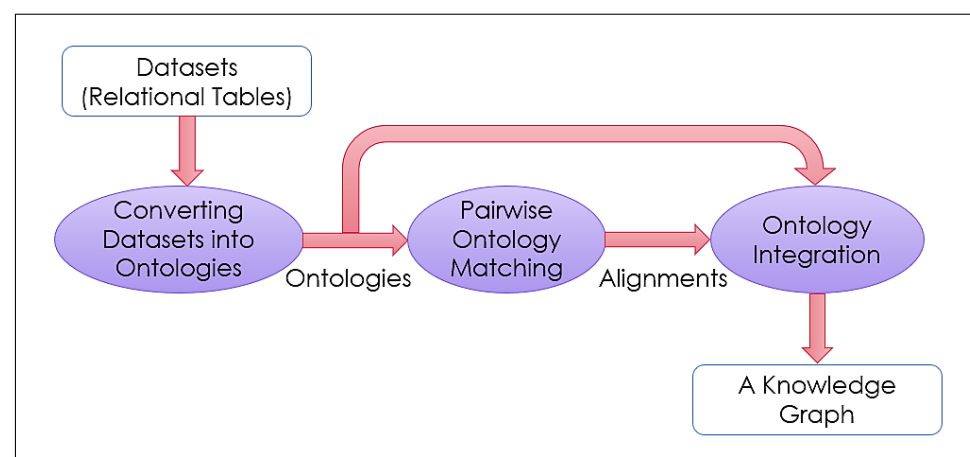 Datasets
(Relational Tables)
Converting
Datasets into
Ontologies
Ontologies
Pairwise
Ontology
Matching
Alignments
Ontology
Integration
A Knowledge
Graph